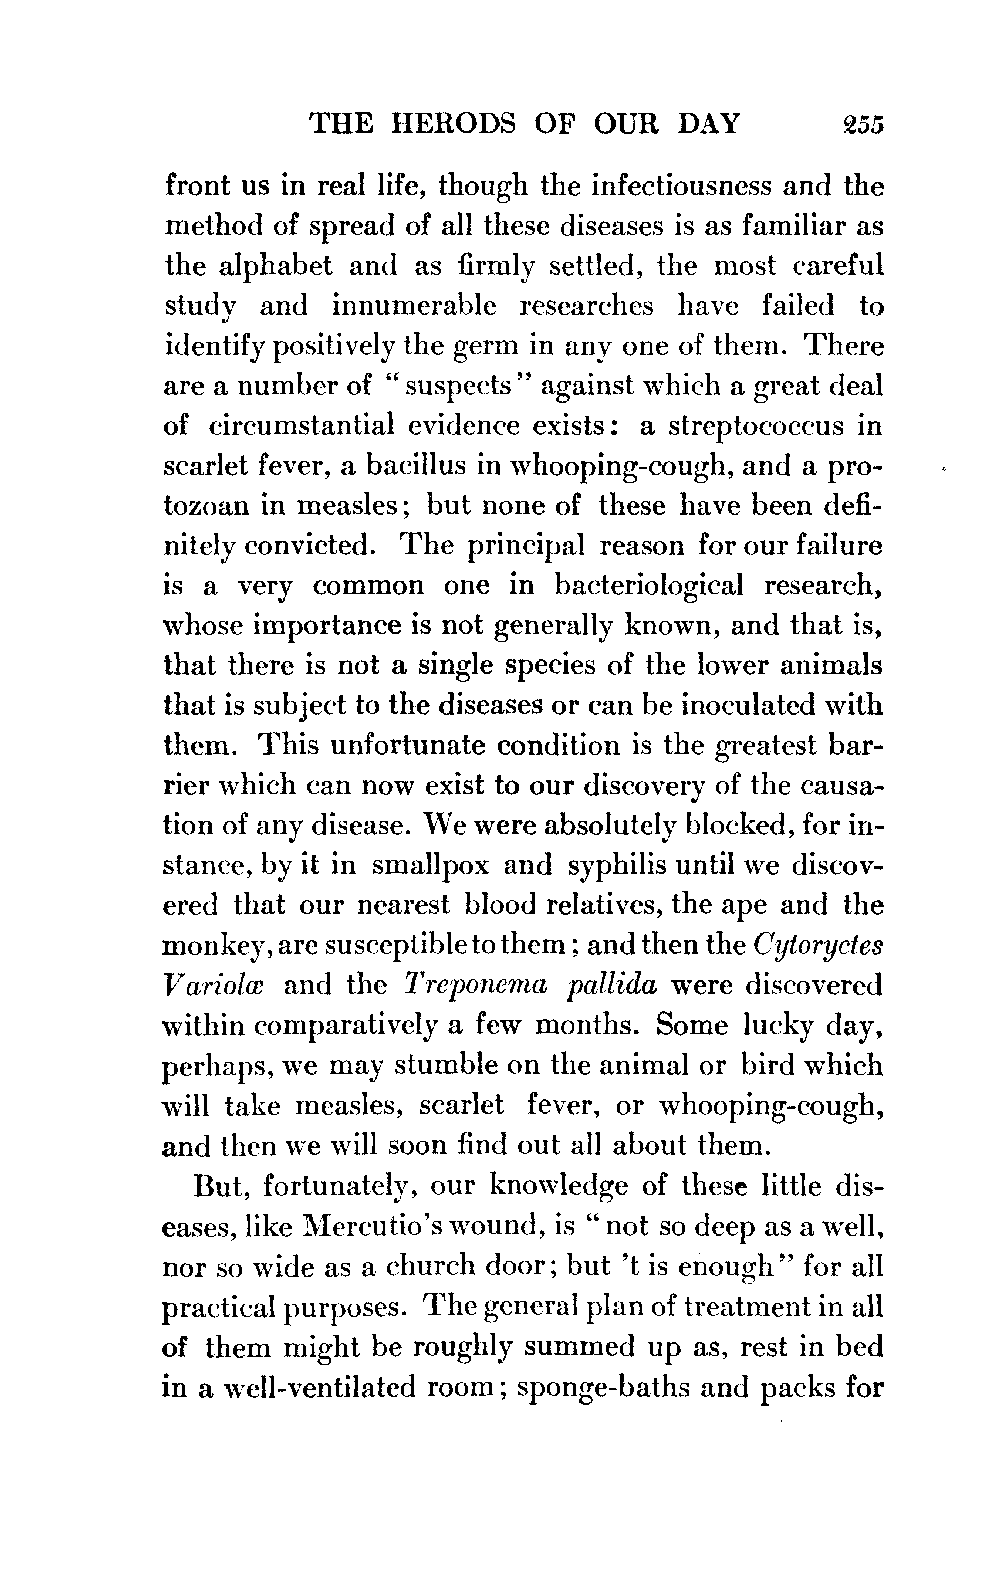 THE HERODS OF OUR DAY 255
front us in real life, though the infectiousness and the
method of spread of all these diseases is as familiar as
the alphabet and as firmly settled, the most careful
study and innumerable researches have failed to
identify positively the germ in any one of them. There
are a number of “suspects” against which a great deal
of circumstantial evidence exists: a streptococcus in
scarlet fever, a bacillus in whooping-cough, and a pro-
tozoan in measles; but none of these have been defi-
nitely convicted. The principal reason for our failure
is a very common one in bacteriological research,
whose importance is not generally known, and that is,
that there is not a single species of the lower animals
that is subject to the diseases or can be inoculated with
them. This unfortunate condition is the greatest bar-
rier which can now exist to our discovery of the causa-
tion of any disease. We were absolutely blocked, for in-
stance, by it in smallpox and syphilis until we discov-
ered that our nearest blood relatives, the ape and the
monkey, are susceptible to them; and then the Cytoryctes
Variolæ and the Treponema pallida were discovered
within comparatively a few months. Some lucky day,
perhaps, we may stumble on the animal or bird which
will take measles, scarlet fever, or whooping-cough,
and then we will soon find out all about them.
But, fortunately, our knowledge of these little dis-
eases, like Mercutio's wound, is “not so deep as a well,
nor so wide as a church door; but 't is enough” for all
practical purposes. The general plan of treatment in all
of them might be roughly summed up as, rest in bed
in a well-ventilated room; sponge-baths and packs for